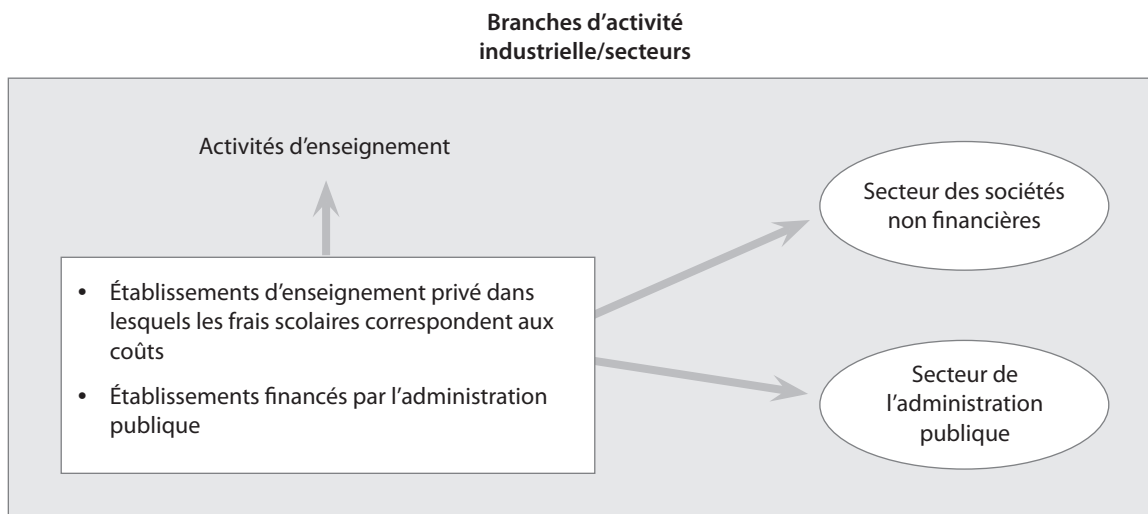 Branches d’activité
industrielle/secteurs
Activités d’enseignement
Secteur des sociétés
non financières
• Établissements d’enseignement privé dans
lesquels les frais scolaires correspondent aux
coûts
• Établissements financés par l’administration
publique
Secteur de
l’administration
publique